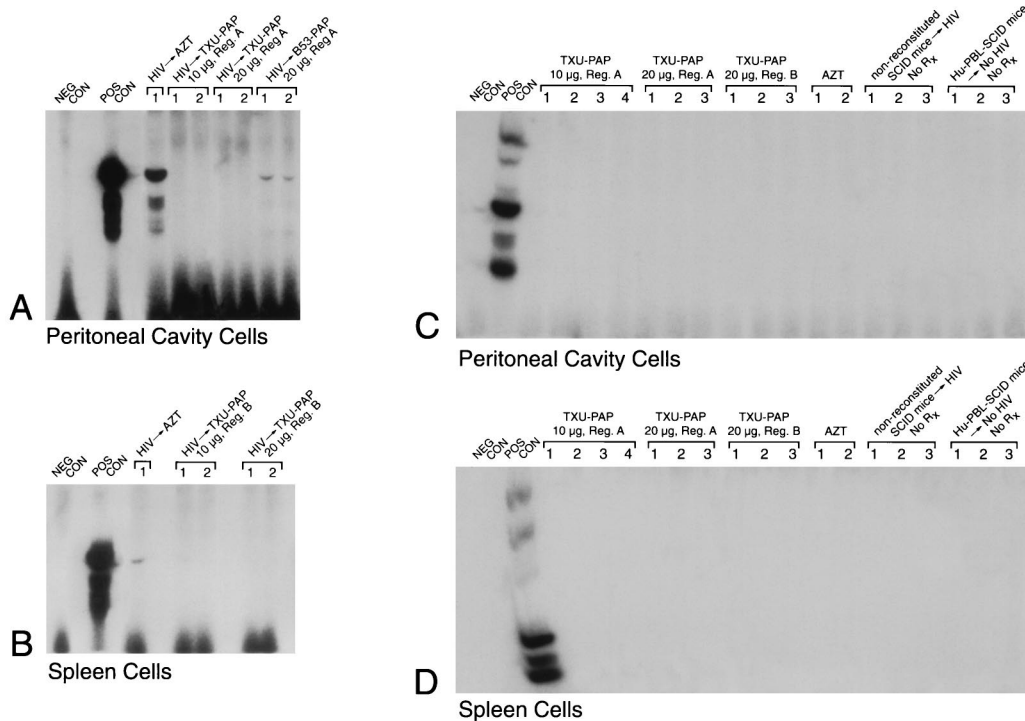 A
NEG
CON
POS
CON
HIV→AZT
HIV→TXU-PAP
10 µg, Reg. A
HIV→TXU-PAP
20 µg, Reg A
HIV→B53-PAP
20 µg, Reg A
1 1 2 1 2 1 2
Peritoneal Cavity Cells
B
NEG
CON
POS
CON
HIV→AZT
HIV→TXU-PAP
10 µg, Reg. B
HIV→TXU-PAP
20 µg, Reg. B
1 1 2 1 2
Spleen Cells
C
NEG
CON
POS
CON
TXU-PAP
10 µg, Reg. A
TXU-PAP
20 µg, Reg. A
TXU-PAP
20 µg, Reg. B
AZT
non-reconstituted
SCID mice → HIV
No Rx
Hu-PBL-SCID mice
→ No HIV
No Rx
1 2 3 4 1 2 3 1 2 3 1 2 1 2 3 1 2 3
Peritoneal Cavity Cells
D
NEG
CON
POS
CON
TXU-PAP
10 µg, Reg. A
TXU-PAP
20 µg, Reg. A
TXU-PAP
20 µg, Reg. B
AZT
non-reconstituted
SCID mice → HIV
No Rx
Hu-PBL-SCID mice
→ No HIV
No Rx
1 2 3 4 1 2 3 1 2 3 1 2 1 2 3 1 2 3
Spleen Cells